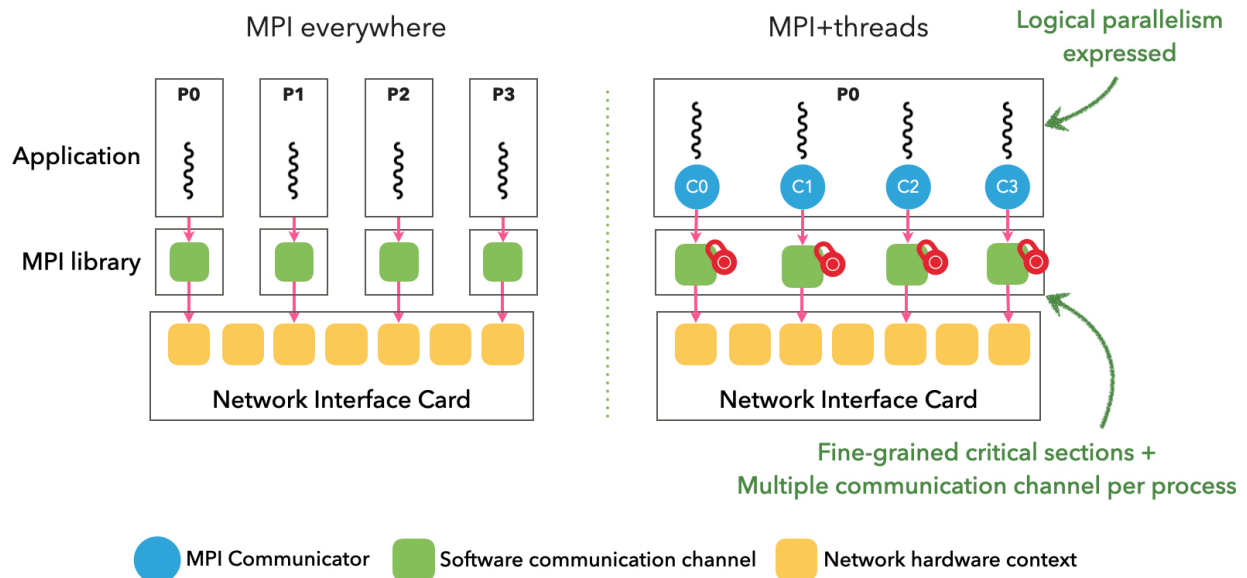 MPI everywhere
MPI+threads
Logical parallelism
expressed
P0
P1
P2
P3
P0
Application
C0
C1
C2
C3
MPI library
Network Interface Card
Network Interface Card
Fine-grained critical sections +
Multiple communication channel per process
MPI Communicator
Software communication channel
Network hardware context